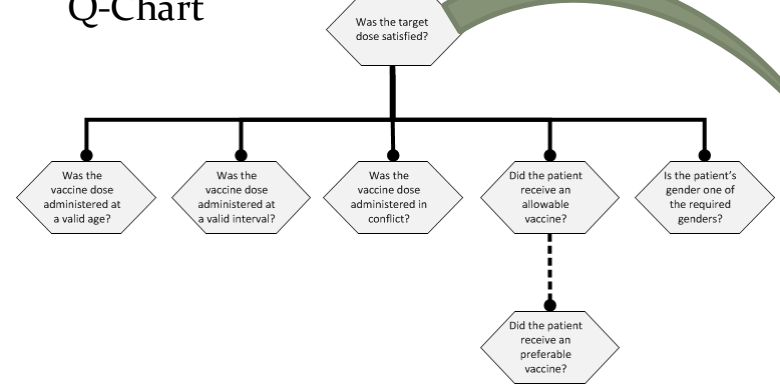 Q-Chart
Was the target
dose satisfied?
Was the
vaccine dose
administered at
a valid age?
Was the
vaccine dose
administered at
a valid interval?
Was the
vaccine dose
administered in
conflict?
Did the patient
receive an
allowable
vaccine?
Is the patient's
gender one of
the required
genders?
Did the patient
receive an
preferable
vaccine?